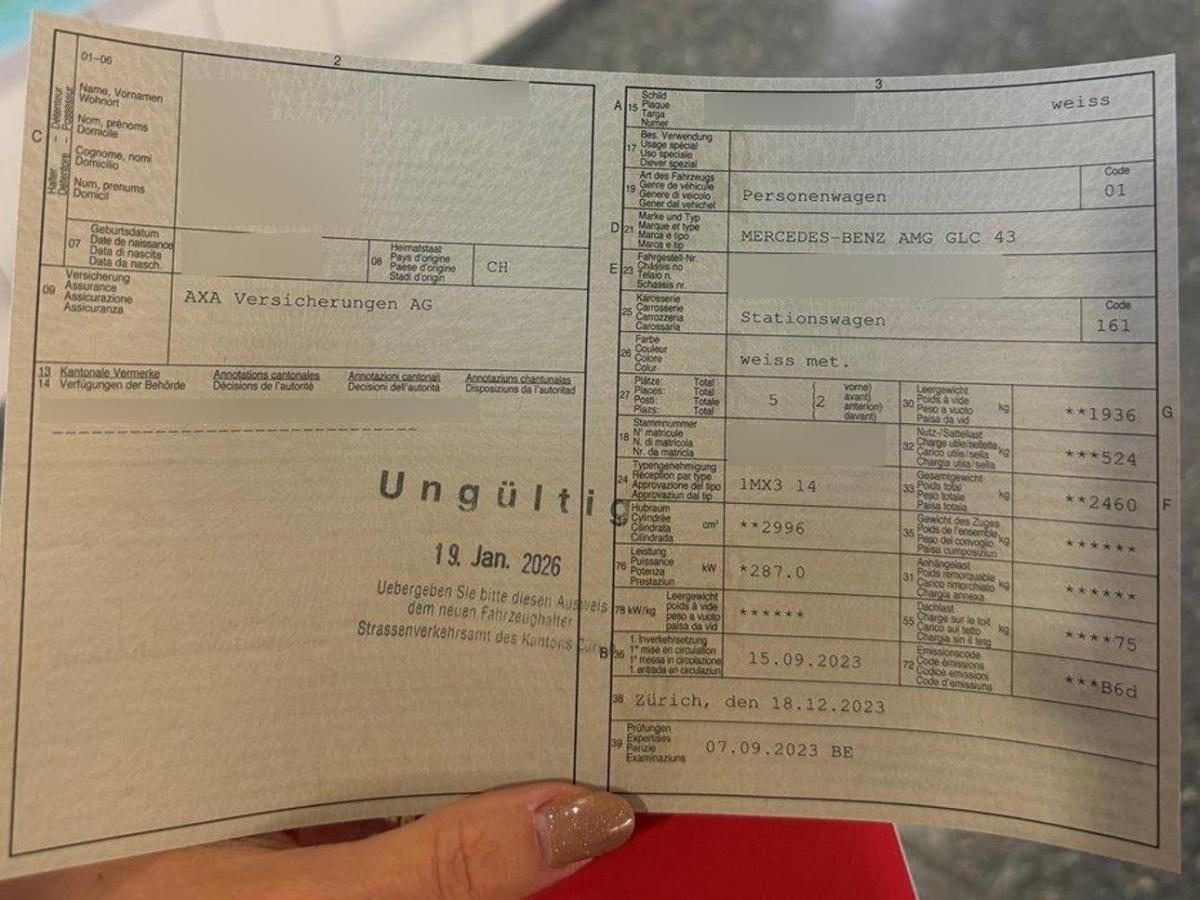 2
01-06
C
Halter - Détenteur
Detentore - Possessur
Name, Vornamen
Wohnort
Nom, prénoms
Domicile
Cognome, nomi
Domicilio
Num, prenums
Domicil
07
Geburtsdatum
Date de naissance
Data di nascita
Data da nasch.
08
Heimatstaat
Pays d'origine
Paese d'origine
Stadi d'origin
CH
09
Versicherung
Assurance
Assicurazione
Assicuranza
AXA Versicherungen AG
13 Kantonale Vermerke Annotations cantonales Annotazioni cantonali Annotaziuns chantunalas
14 Verfügungen der Behörde Décisions de l'autorité Decisioni dell'autorità Disposiziuns da l'autoritad
Ungültig
19. Jan. 2026
Uebergeben Sie bitte diesen Ausweis
dem neuen Fahrzeughalter
Strassenverkehrsamt des Kantons Zürich
3
A 15
Schild
Plaque
Targa
Numer
weiss
17
Bes. Verwendung
Usage spécial
Uso speciale
Diever spezial
19
Art des Fahrzeugs
Genre de véhicule
Genere di veicolo
Gener dal vehichel
Personenwagen
Code
01
D 21
Marke und Typ
Marque et type
Marca e tipo
Marca e tip
MERCEDES-BENZ AMG GLC 43
E 23
Fahrgestell-Nr.
Châssis no
Telaio n.
Schassis nr.
25
Karosserie
Carrosserie
Carrozzeria
Carossaria
Stationswagen
Code
161
26
Farbe
Couleur
Colore
Colur
weiss met.
27
Plätze: Total
Places: Total
Posti: Totale
Plazs: Total
5
(2
vorne)
avant)
anterion)
davant)
30
Leergewicht
Poids à vide
Peso a vuoto
Paisa da vid
kg
**1936
G
18
Stammnummer
N° matricule
N. di matricola
Nr. da matricla
32
Nutz-/Sattellast
Charge utile/sellette
Carico utile/sella
Chargia utisa/sella
kg
***524
24
Typengenehmigung
Réception par type
Approvazione del tipo
Approvaziun dal tip
1MX3 14
33
Gesamtgewicht
Poids total
Peso totale
Paisa totala
kg
**2460
F
37
Hubraum
Cylindrée
Cilindrata
Cilindrada
cm³
**2996
35
Gewicht des Zuges
Poids de l'ensemble
Peso del convoglio
Paisa cumposiziun
kg
******
76
Leistung
Puissance
Potenza
Prestaziun
kW
*287.0
31
Anhängelast
Poids remorquable
Carico rimorchiato
Chargia annexa
kg
******
78 kW/kg
Leergewicht
poids à vide
peso a vuoto
paisa da vid
******
55
Dachlast
Charge sur le toit
Carico sul tetto
Chargia sin il tetg
kg
****75
B 36
1. Inverkehrsetzung
1re mise en circulation
1a messa in circolazione
1. entrada en circulaziun
15.09.2023
72
Emissionscode
Code émissions
Codice emissioni
Code d'emissiuns
***B6d
38 Zürich, den 18.12.2023
39
Prüfungen
Expertises
Perizie
Examinaziuns
07.09.2023 BE